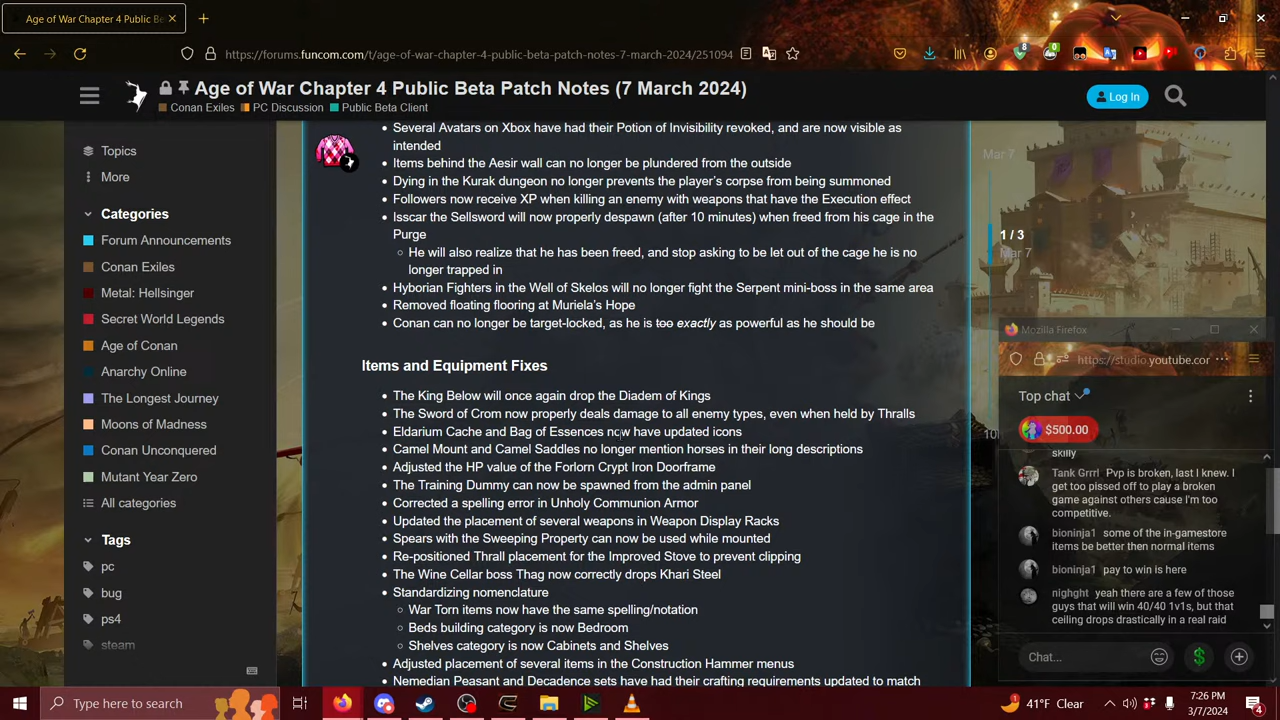 Age of War Chapter 4 Public Be
https://forums.funcom.com/t/age-of-war-chapter-4-public-beta-patch-notes-7-march-2024/251094
8
0
Age of War Chapter 4 Public Beta Patch Notes (7 March 2024)
Conan Exiles PC Discussion Public Beta Client
Log In
Topics
More
Categories
Forum Announcements
Conan Exiles
Metal: Hellsinger
Secret World Legends
Age of Conan
Anarchy Online
The Longest Journey
Moons of Madness
Conan Unconquered
Mutant Year Zero
All categories
Tags
pc
bug
ps4
steam
Several Avatars on Xbox have had their Potion of Invisibility revoked, and are now visible as
intended
Items behind the Aesir wall can no longer be plundered from the outside
Dying in the Kurak dungeon no longer prevents the player's corpse from being summoned
Followers now receive XP when killing an enemy with weapons that have the Execution effect
Isscar the Sellsword will now properly despawn (after 10 minutes) when freed from his cage in the
Purge
He will also realize that he has been freed, and stop asking to be let out of the cage he is no
longer trapped in
Hyborian Fighters in the Well of Skelos will no longer fight the Serpent mini-boss in the same area
Removed floating flooring at Muriela's Hope
Conan can no longer be target-locked, as he is too exactly as powerful as he should be
Items and Equipment Fixes
The King Below will once again drop the Diadem of Kings
The Sword of Crom now properly deals damage to all enemy types, even when held by Thralls
Eldarium Cache and Bag of Essences now have updated icons
Camel Mount and Camel Saddles no longer mention horses in their long descriptions
Adjusted the HP value of the Forlorn Crypt Iron Doorframe
The Training Dummy can now be spawned from the admin panel
Corrected a spelling error in Unholy Communion Armor
Updated the placement of several weapons in Weapon Display Racks
Spears with the Sweeping Property can now be used while mounted
Re-positioned Thrall placement for the Improved Stove to prevent clipping
The Wine Cellar boss Thag now correctly drops Khari Steel
Standardizing nomenclature
War Torn items now have the same spelling/notation
Beds building category is now Bedroom
Shelves category is now Cabinets and Shelves
Adjusted placement of several items in the Construction Hammer menus
Nemedian Peasant and Decadence sets have had their crafting requirements updated to match
Mar 7
1 / 3
Mar 7
10
Mozilla Firefox
https://studio.youtube.cor
Top chat
$500.00
skilly
Tank Grrrl Pvp is broken, last I knew. I
get too pissed off to play a broken
game against others cause I'm too
competitive.
bioninja1 some of the in-gamestore
items be better then normal items
bioninja1 pay to win is here
nighght yeah there are a few of those
guys that will win 40/40 1v1s, but that
ceiling drops drastically in a real raid
Chat...
Type here to search
1
41°F Clear
7:26 PM
3/7/2024
4